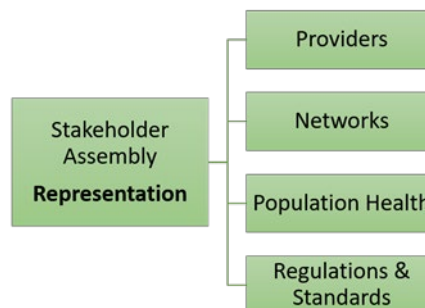 Stakeholder
Assembly
Representation
Providers
Networks
Population Health
Regulations &
Standards